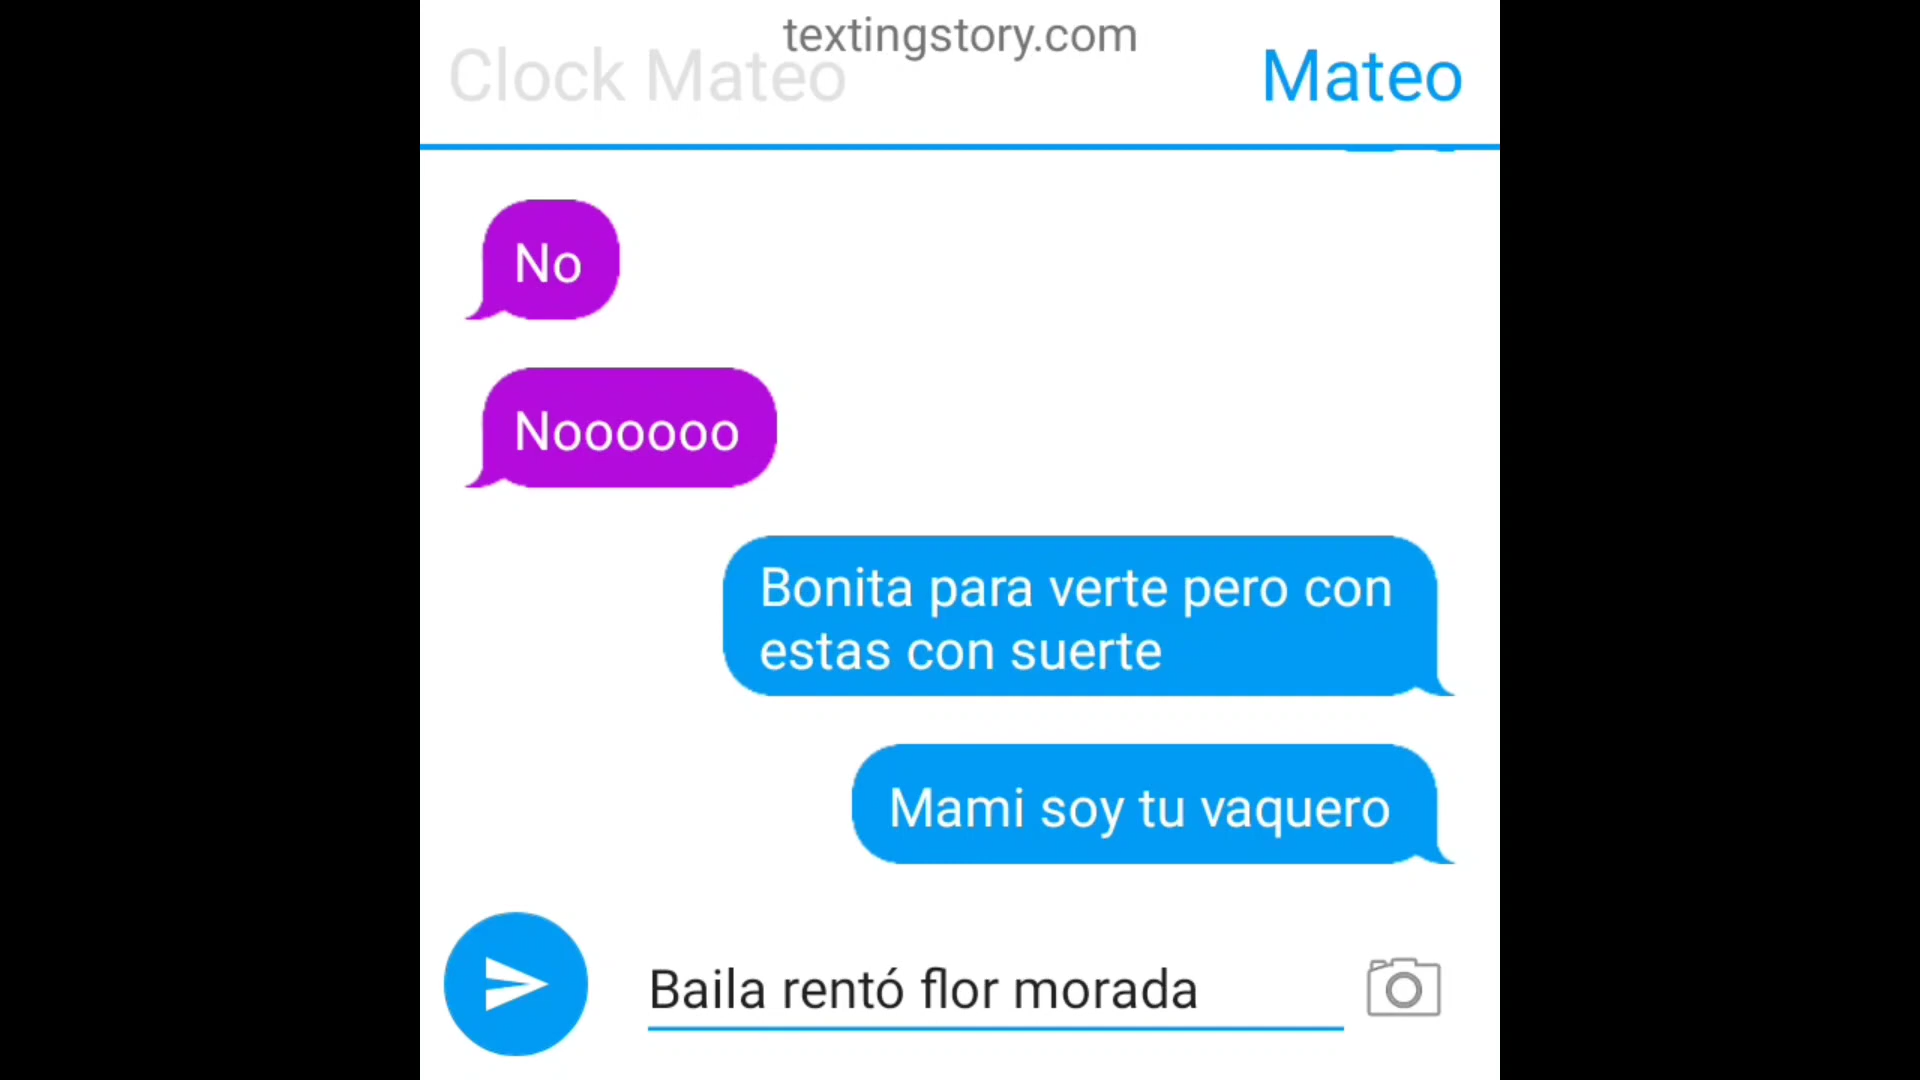 textingstory.com
Clock Mateo
Mateo
No
Noooooo
Bonita para verte pero con
estas con suerte
Mami soy tu vaquero
Baila rentó flor morada